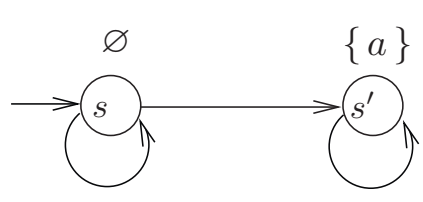 ∅ { a }
s s′